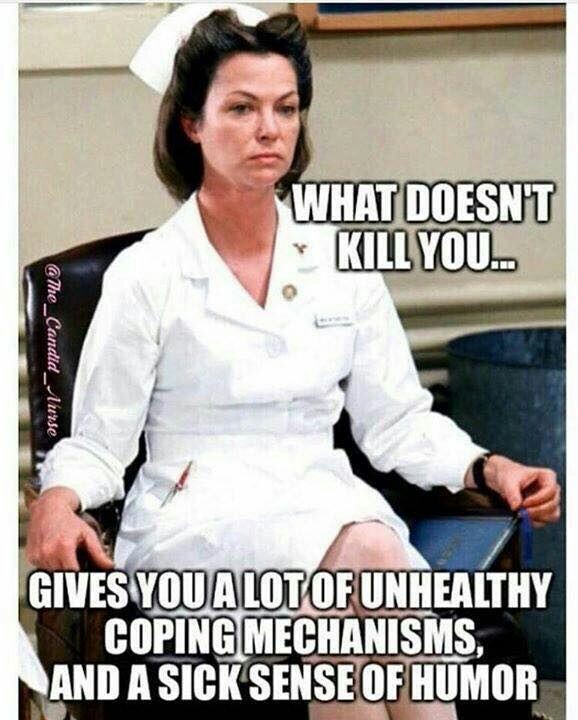 WHAT DOESN'T
KILL YOU...
@The_Candid_Nurse
GIVES YOU A LOT OF UNHEALTHY
COPING MECHANISMS,
AND A SICK SENSE OF HUMOR